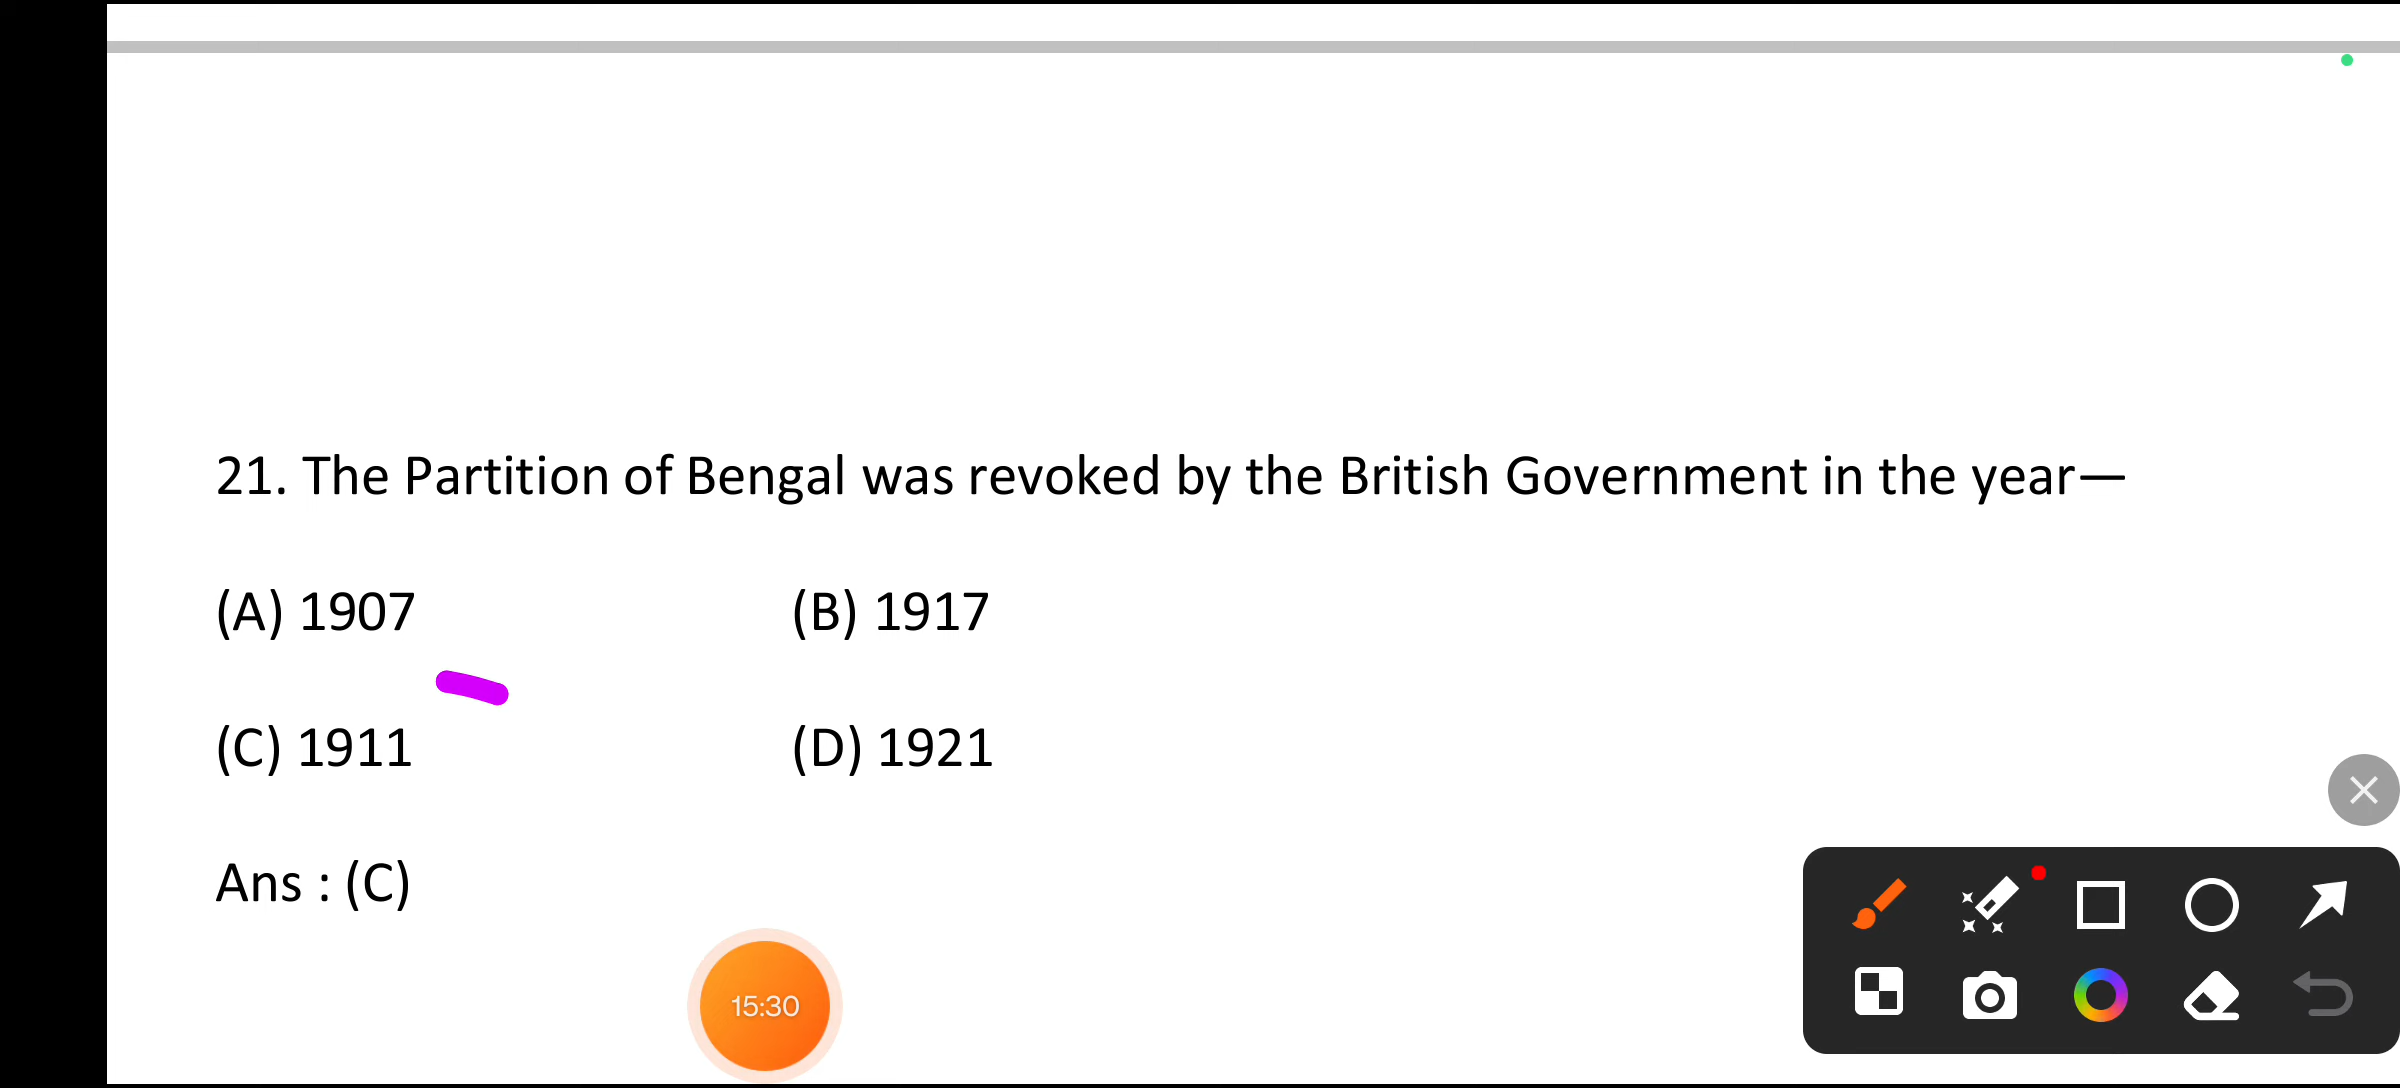 21. The Partition of Bengal was revoked by the British Government in the year—
(A) 1907 (B) 1917
(C) 1911 (D) 1921
Ans : (C)
15:30